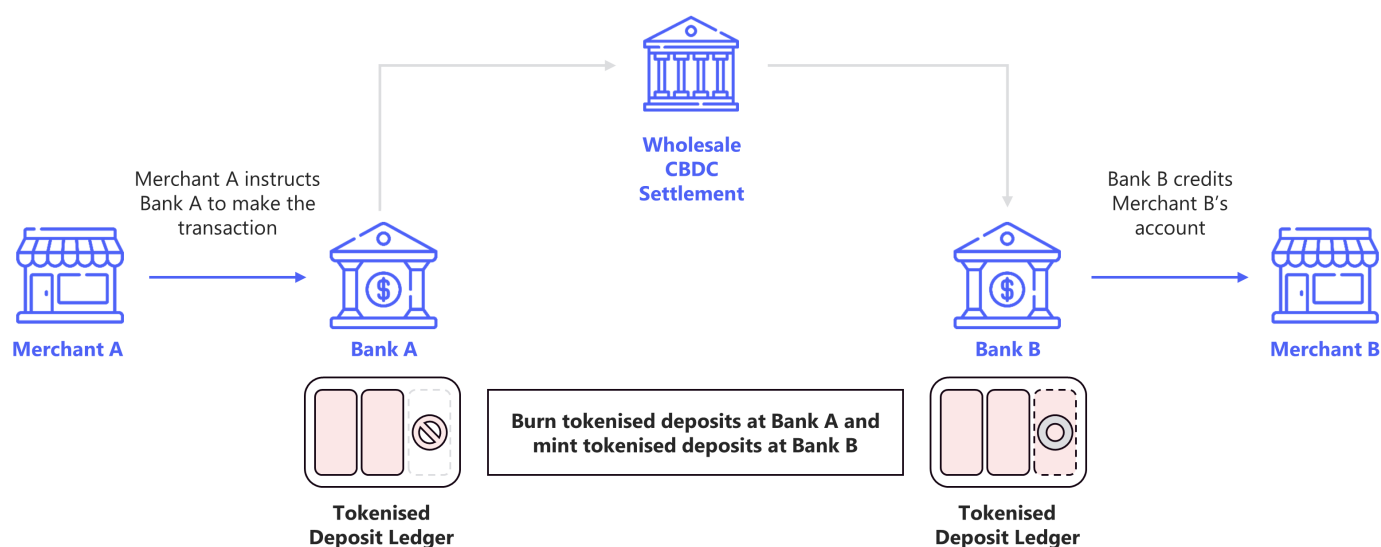 Wholesale
CBDC
Settlement
Merchant A instructs
Bank A to make the
transaction
Bank B credits
Merchant B’s
account
$
$
Merchant A
Bank A
Bank B
Merchant B
Burn tokenised deposits at Bank A and
mint tokenised deposits at Bank B
Tokenised
Deposit Ledger
Tokenised
Deposit Ledger